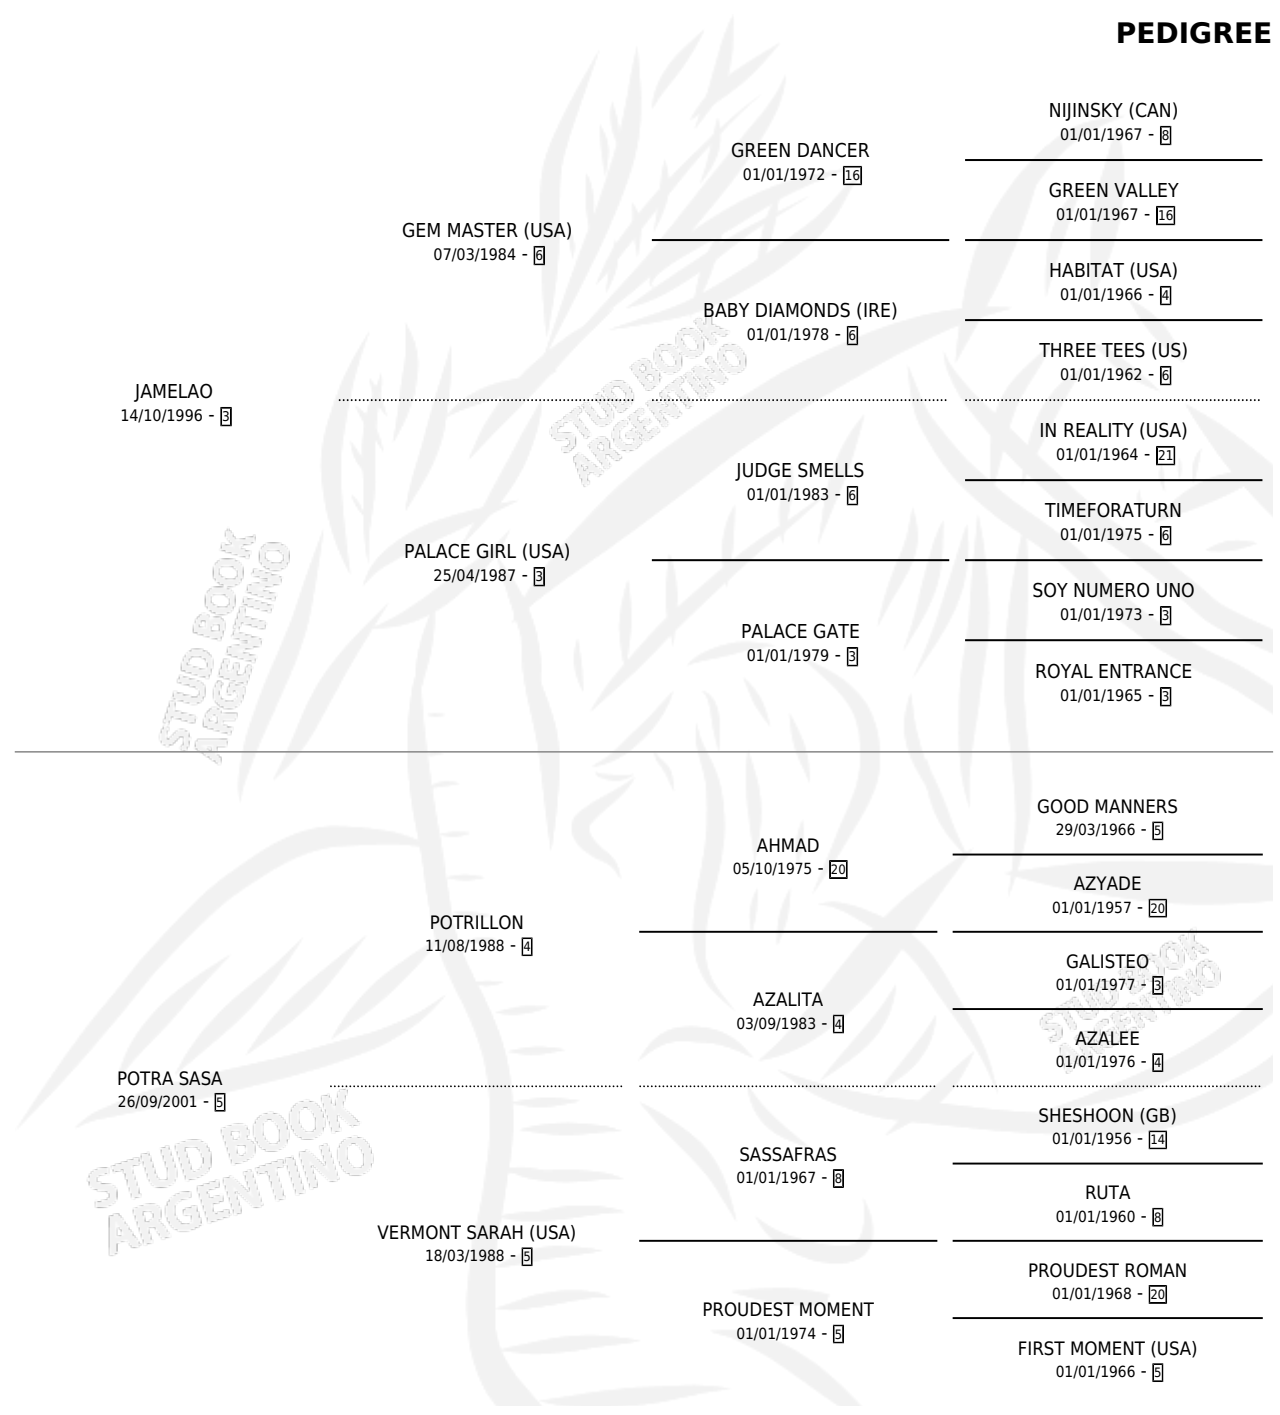 PEDIGREE
NIJINSKY (CAN)
01/01/1967 - 8
GREEN DANCER
01/01/1972 - 16
GREEN VALLEY
01/01/1967 - 16
GEM MASTER (USA)
07/03/1984 - 6
HABITAT (USA)
01/01/1966 - 4
BABY DIAMONDS (IRE)
01/01/1978 - 6
THREE TEES (US)
01/01/1962 - 6
JAMELAO
14/10/1996 - 3
STUD BOOK
ARGENTINO
IN REALITY (USA)
01/01/1964 - 21
JUDGE SMELLS
01/01/1983 - 6
TIMEFORATURN
01/01/1975 - 6
PALACE GIRL (USA)
25/04/1987 - 3
SOY NUMERO UNO
01/01/1973 - 3
PALACE GATE
01/01/1979 - 3
ROYAL ENTRANCE
01/01/1965 - 3
STUD BOOK
ARGENTINO
GOOD MANNERS
29/03/1966 - 5
AHMAD
05/10/1975 - 20
AZYADE
01/01/1957 - 20
POTRILLON
11/08/1988 - 4
GALISTEO
01/01/1977 - 3
AZALITA
03/09/1983 - 4
STUD BOOK
ARGENTINO
AZALEE
01/01/1976 - 4
POTRA SASA
26/09/2001 - 5
STUD BOOK
ARGENTINO
SHESHOON (GB)
01/01/1956 - 14
SASSAFRAS
01/01/1967 - 8
RUTA
01/01/1960 - 8
VERMONT SARAH (USA)
18/03/1988 - 5
PROUDEST ROMAN
01/01/1968 - 20
PROUDEST MOMENT
01/01/1974 - 5
FIRST MOMENT (USA)
01/01/1966 - 5